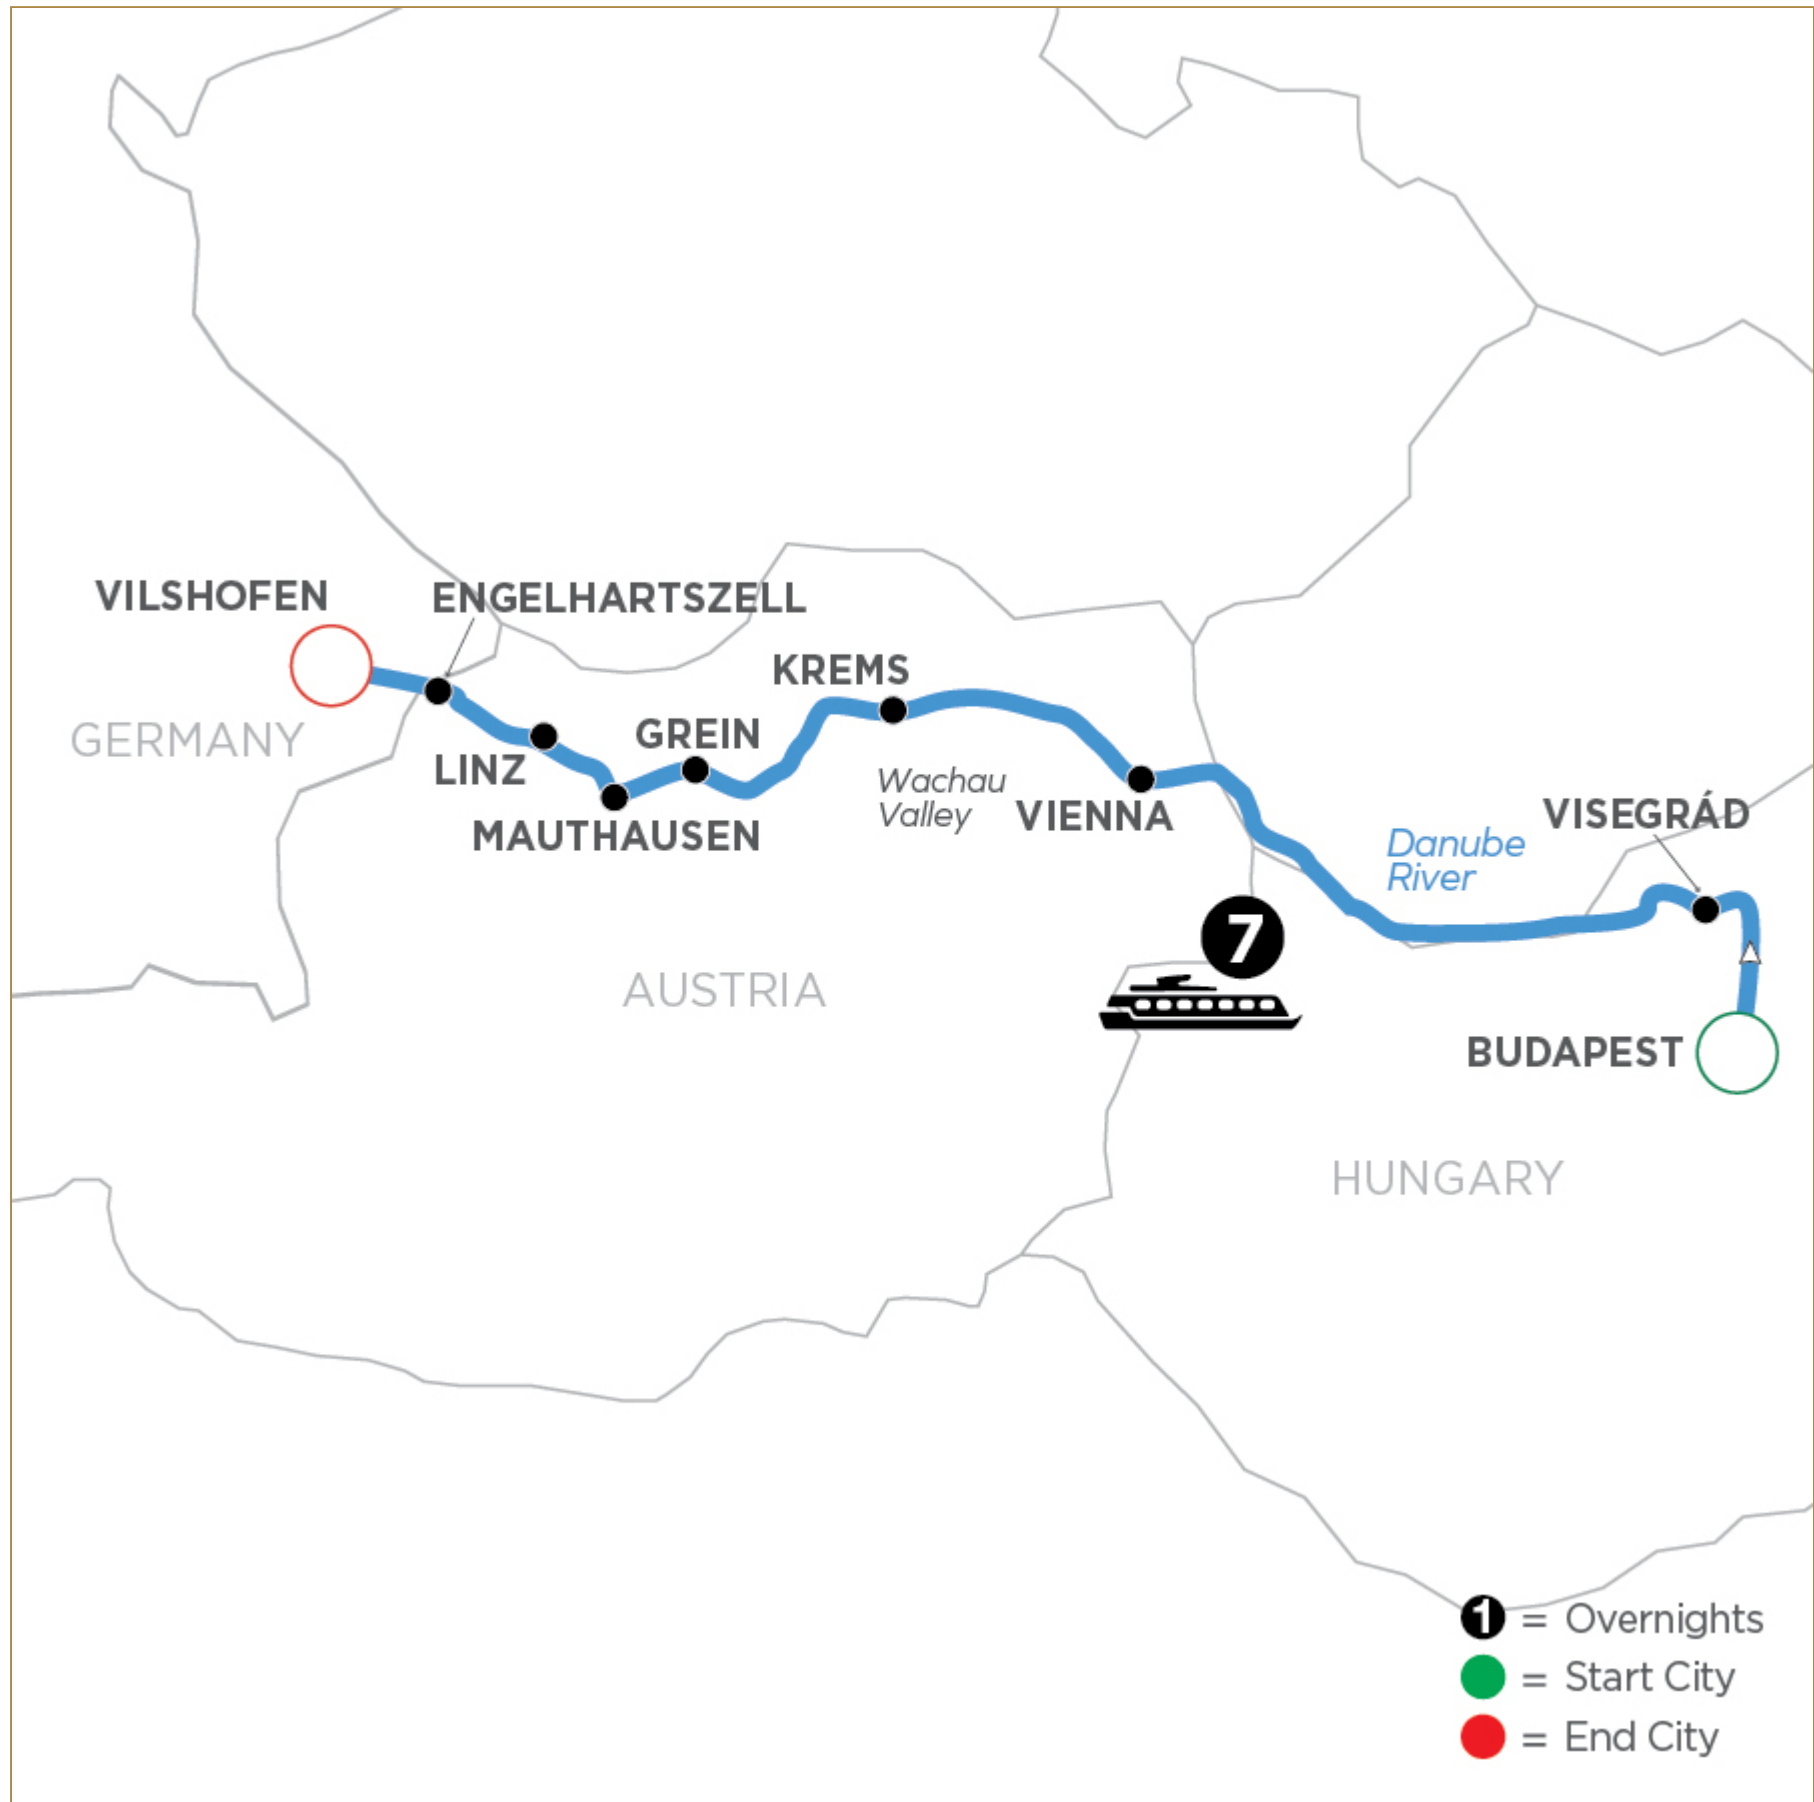 VILSHOFEN
ENGELHARTSZELL
KREMS
GREIN
GERMANY
LINZ
Wachau
Valley
VIENNA
VISEGRÁD
MAUTHAUSEN
Danube
River
7
AUSTRIA
BUDAPEST
HUNGARY
1 = Overnights
= Start City
= End City